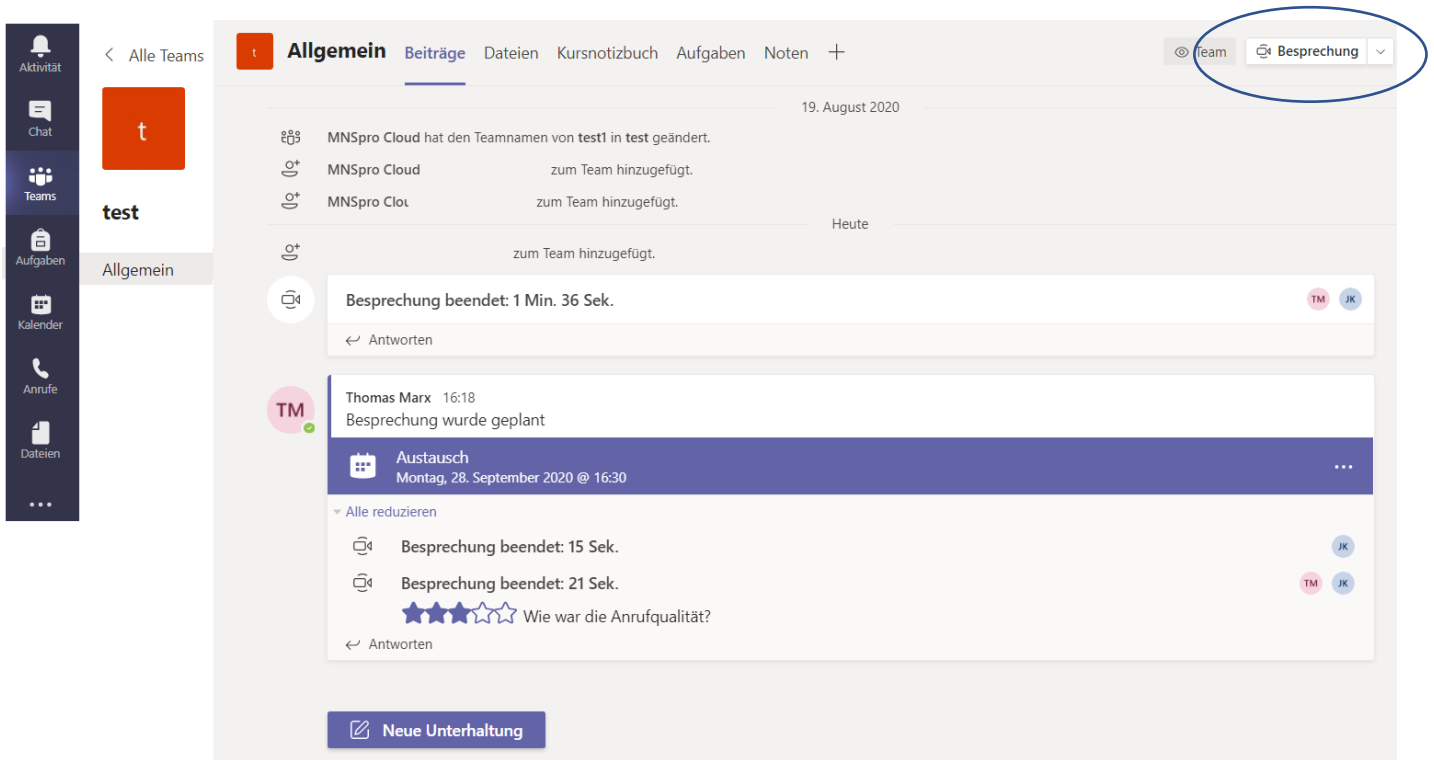 Aktivität
Chat
Teams
Aufgaben
Kalender
Anrufe
Dateien
Alle Teams
t
test
Allgemein
t Allgemein Beiträge Dateien Kursnotizbuch Aufgaben Noten Team Besprechung
19. August 2020
MNSpro Cloud hat den Teamnamen von test1 in test geändert.
MNSpro Cloud zum Team hinzugefügt.
MNSpro zum Team hinzugefügt.
Heute
zum Team hinzugefügt.
Besprechung beendet: 1 Min. 36 Sek. TM JK
Antworten
TM
Thomas Marx 16:18
Besprechung wurde geplant
Austausch
Montag, 28. September 2020 @ 16:30
Alle reduzieren
Besprechung beendet: 15 Sek. JK
Besprechung beendet: 21 Sek. TM JK
Wie war die Anrufqualität?
Antworten
Neue Unterhaltung